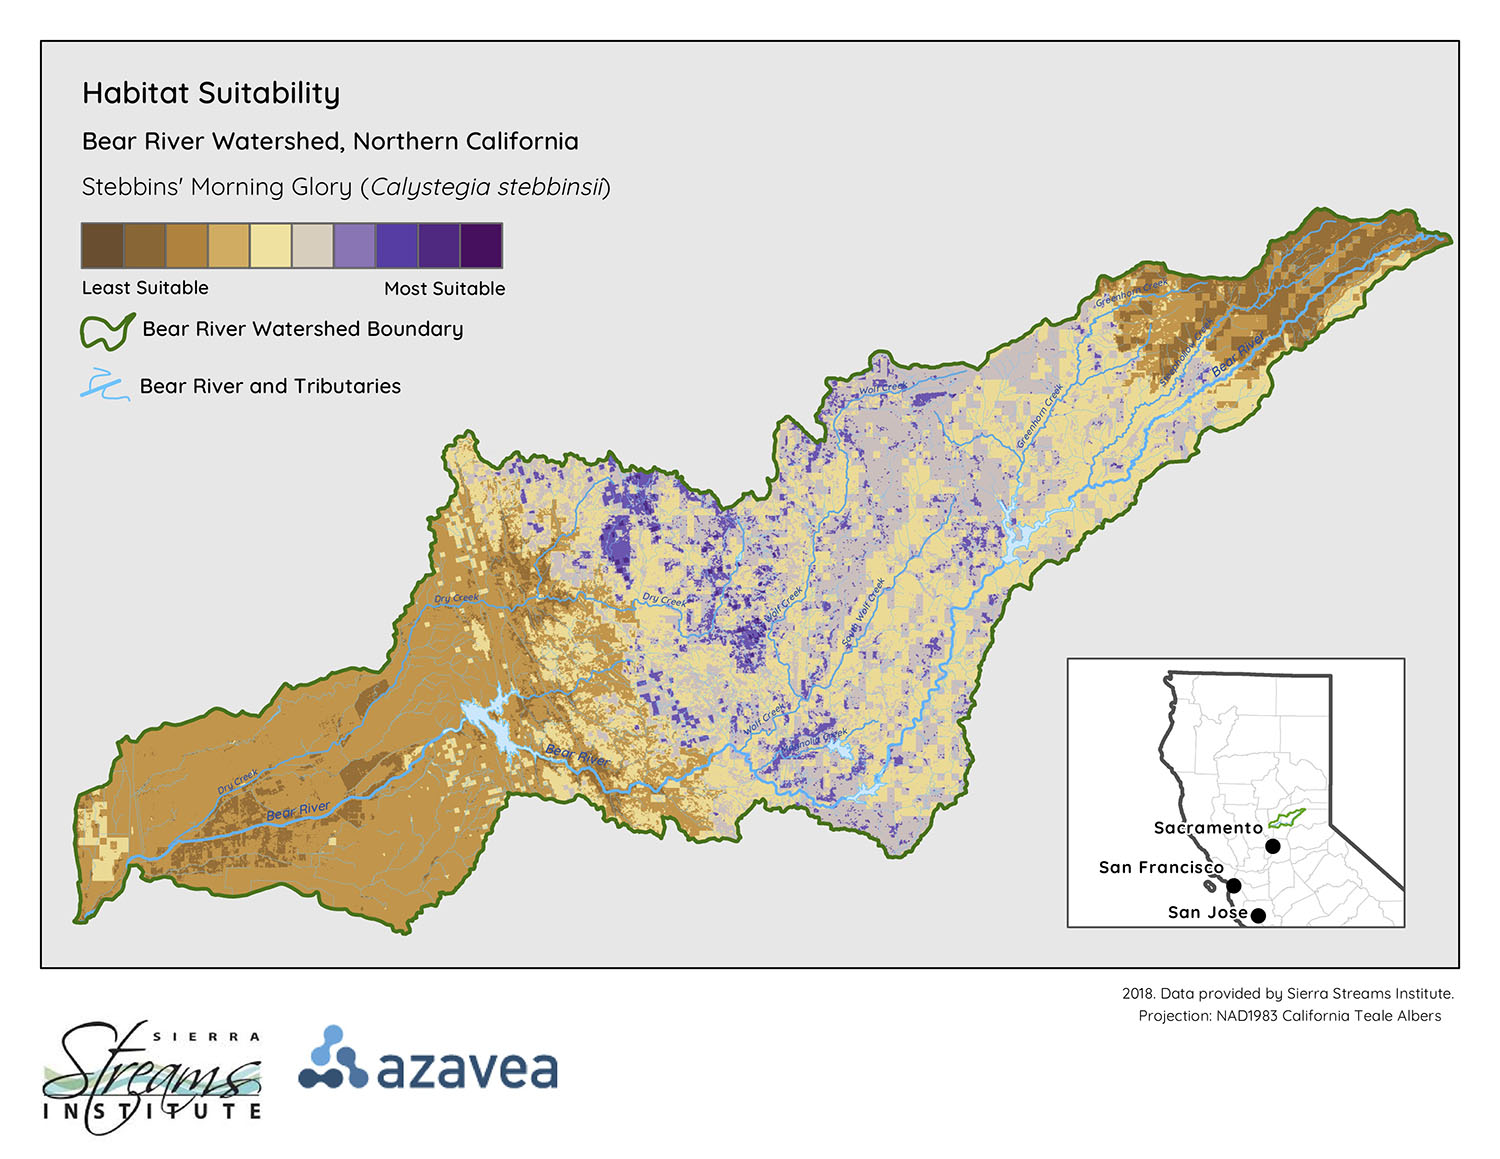 Habitat Suitability
Bear River Watershed, Northern California
Stebbins' Morning Glory (Calystegia stebbinsii)
Least Suitable
Most Suitable
Bear River Watershed Boundary
Bear River and Tributaries
Greenhorn Creek
Steephollow Creek
Bear River
Wolf Creek
Greenhorn Creek
Dry Creek
Dry Creek
Wolf Creek
South Wolf Creek
Wolf Creek
Magnolia Creek
Bear River
Dry Creek
Bear River
Sacramento
San Francisco
San Jose
2018. Data provided by Sierra Streams Institute.
Projection: NAD1983 California Teale Albers
SIERRA
Streams
INSTITUTE
azavea